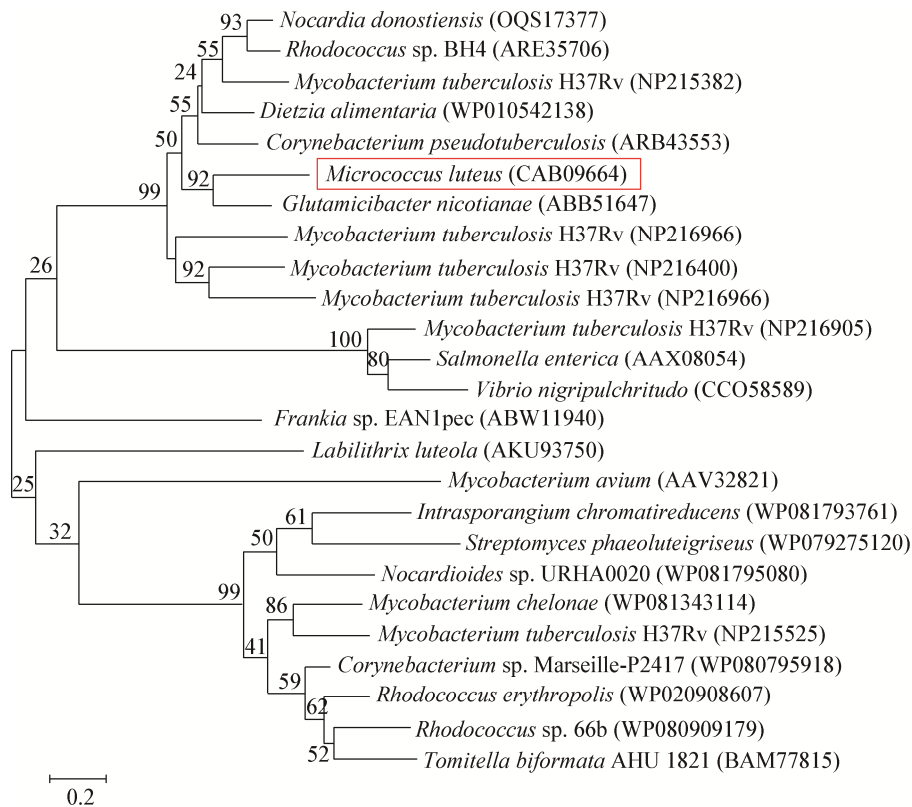 93
Nocardia donostiensis (OQS17377)
55
Rhodococcus sp. BH4 (ARE35706)
24
Mycobacterium tuberculosis H37Rv (NP215382)
55
Dietzia alimentaria (WP010542138)
50
Corynebacterium pseudotuberculosis (ARB43553)
99
92
Micrococcus luteus (CAB09664)
Glutamicibacter nicotianae (ABB51647)
Mycobacterium tuberculosis H37Rv (NP216966)
26
92
Mycobacterium tuberculosis H37Rv (NP216400)
Mycobacterium tuberculosis H37Rv (NP216966)
100
Mycobacterium tuberculosis H37Rv (NP216905)
80
Salmonella enterica (AAX08054)
Vibrio nigripulchritudo (CCO58589)
Frankia sp. EAN1pec (ABW11940)
Labilithrix luteola (AKU93750)
25
Mycobacterium avium (AAV32821)
32
61
Intrasporangium chromatireducens (WP081793761)
50
Streptomyces phaeoluteigriseus (WP079275120)
Nocardioides sp. URHA0020 (WP081795080)
99
86
Mycobacterium chelonae (WP081343114)
41
Mycobacterium tuberculosis H37Rv (NP215525)
59
Corynebacterium sp. Marseille-P2417 (WP080795918)
62
Rhodococcus erythropolis (WP020908607)
Rhodococcus sp. 66b (WP080909179)
52
Tomitella biformata AHU 1821 (BAM77815)
0.2